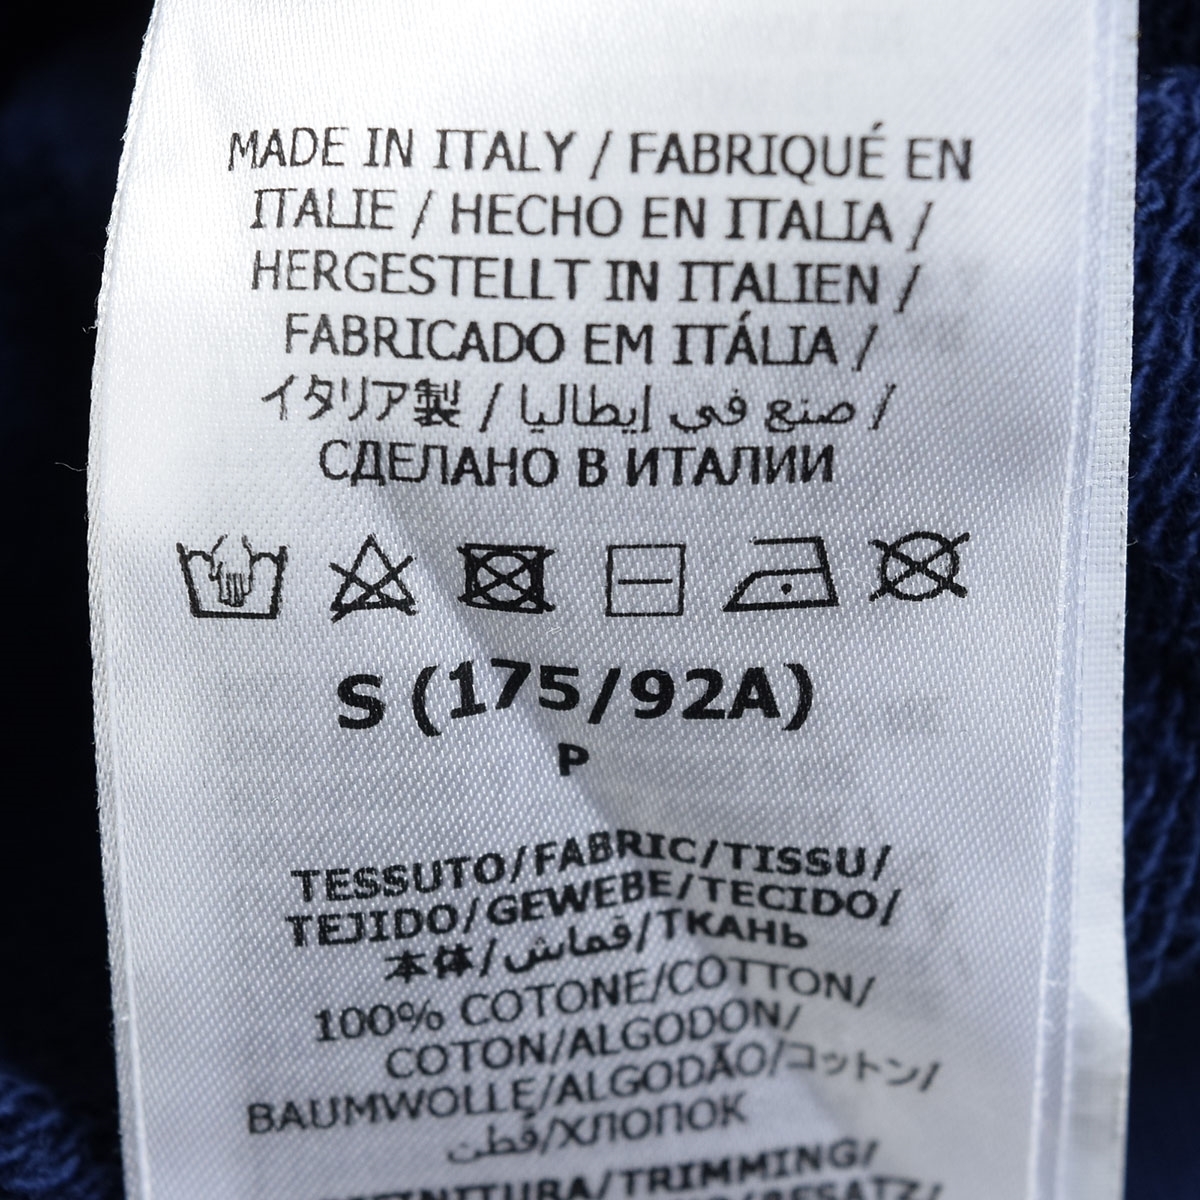 MADE IN ITALY / FABRIQUÉ EN
ITALIE / HECHO EN ITALIA /
HERGESTELLT IN ITALIEN /
FABRICADO EM ITÁLIA /
イタリア製 / صنع في إيطاليا /
СДЕЛАНО В ИТАЛИИ
S (175/92A)
P
TESSUTO/FABRIC/TISSU/
TEJIDO/GEWEBE/TECIDO/
本体/قماش/ТКАНЬ
100% COTONE/COTTON/
COTON/ALGODON/
BAUMWOLLE/ALGODÃO/コットン/
قطن/ХЛОПОК
TRIMMING/